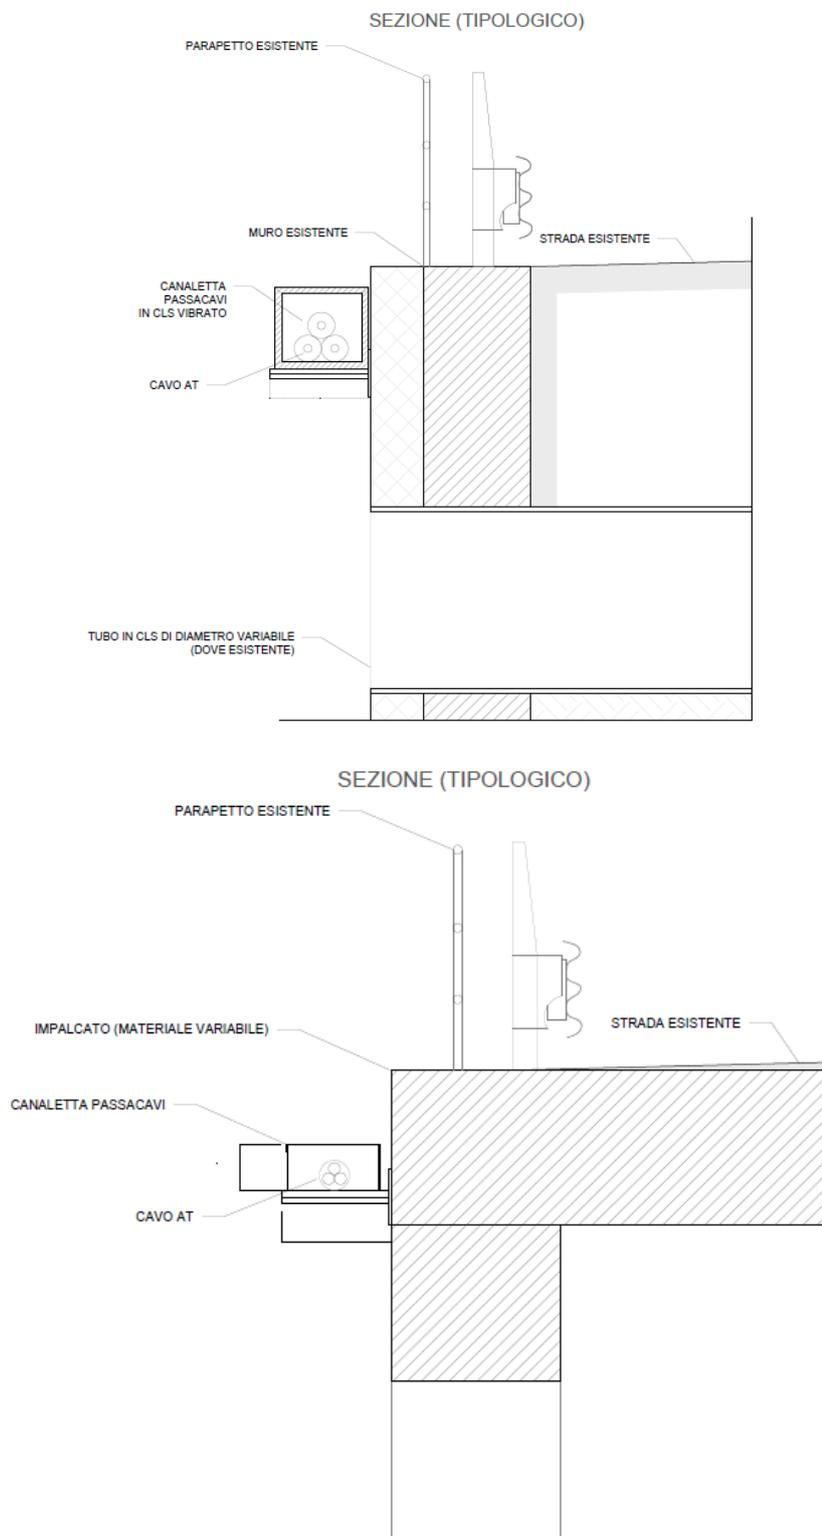 SEZIONE (TIPOLOGICO)
PARAPETTO ESISTENTE
MURO ESISTENTE
STRADA ESISTENTE
CANALETTA
PASSACAVI
IN CLS VIBRATO
CAVO AT
TUBO IN CLS DI DIAMETRO VARIABILE
(DOVE ESISTENTE)
SEZIONE (TIPOLOGICO)
PARAPETTO ESISTENTE
IMPALCATO (MATERIALE VARIABILE)
STRADA ESISTENTE
CANALETTA PASSACAVI
CAVO AT